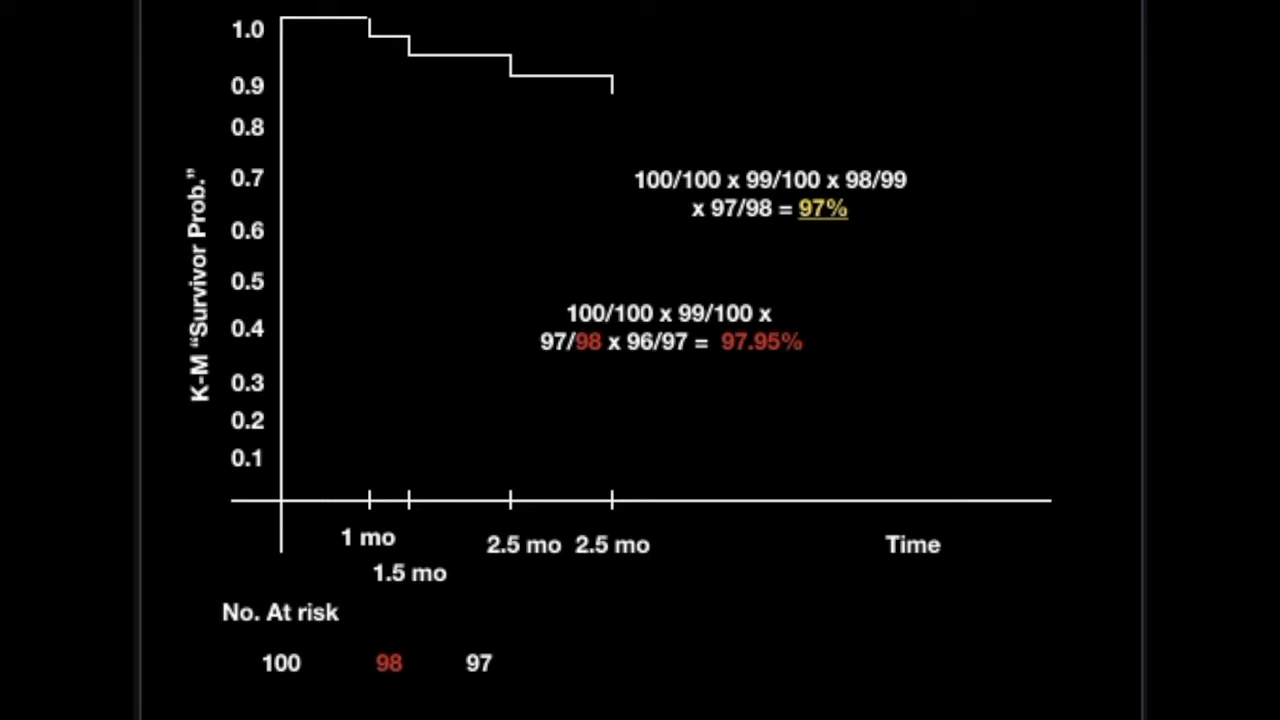 K-M “Survivor Prob.”
1.0
0.9
0.8
0.7
0.6
0.5
0.4
0.3
0.2
0.1
100/100 x 99/100 x 98/99
x 97/98 = 97%
100/100 x 99/100 x
97/98 x 96/97 = 97.95%
1 mo
1.5 mo
2.5 mo 2.5 mo
Time
No. At risk
100 98 97